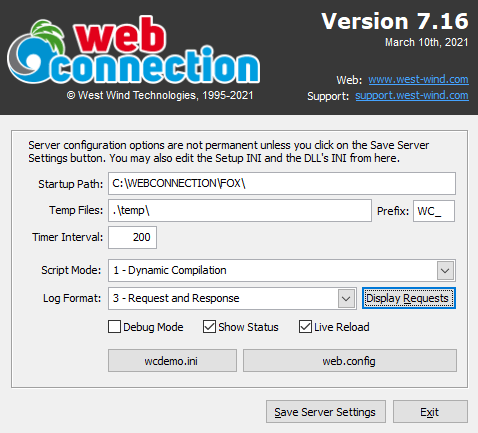 web
connection
Version 7.16
March 10th, 2021
Web: www.west-wind.com
Support: support.west-wind.com
© West Wind Technologies, 1995-2021
Server configuration options are not permanent unless you click on the Save Server
Settings button. You may also edit the Setup INI and the DLL's INI from here.
Startup Path: C:\WEBCONNECTION\FOX\
Temp Files: .\temp\ Prefix: WC_
Timer Interval: 200
Script Mode: 1 - Dynamic Compilation
Log Format: 3 - Request and Response Display Requests
Debug Mode Show Status Live Reload
wcdemo.ini web.config
Save Server Settings Exit